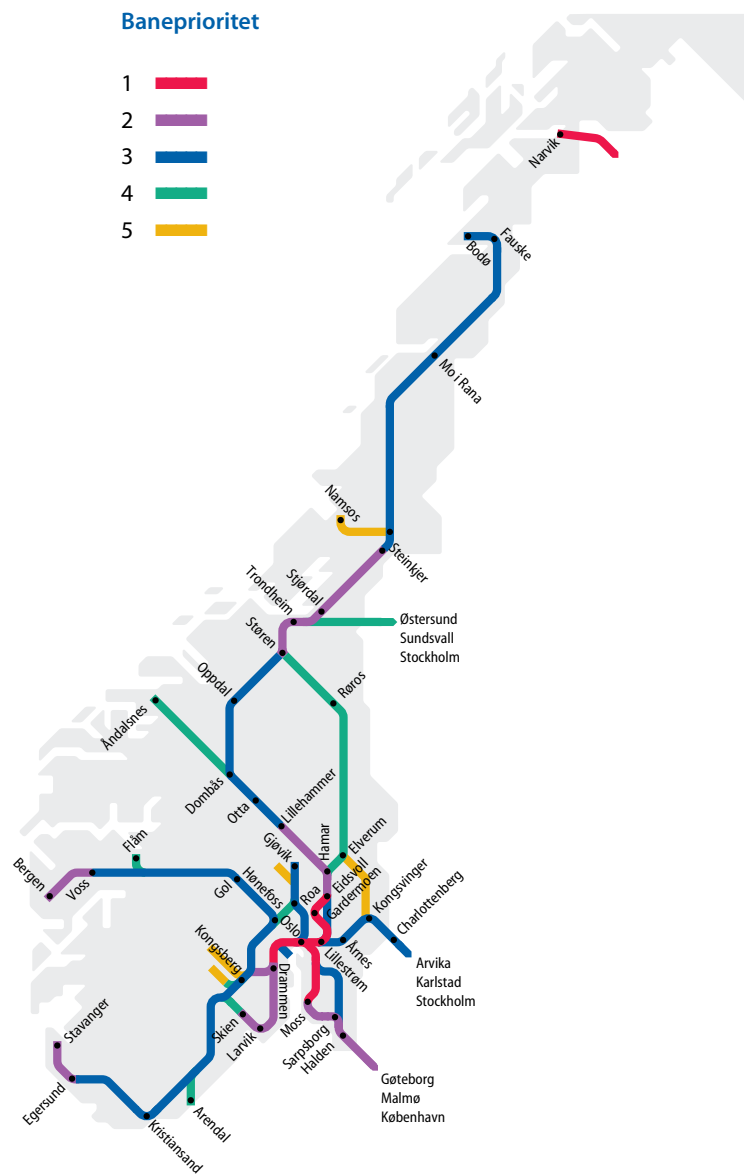 Baneprioritet
1
2
3
4
5
Narvik
Bodø
Fauske
Mo i Rana
Namsos
Steinkjer
Stjørdal
Trondheim
Østersund
Sundsvall
Stockholm
Støren
Oppdal
Røros
Åndalsnes
Dombås
Otta
Lillehammer
Hamar
Elverum
Flåm
Gjøvik
Eidsvoll
Gardermoen
Kongsvinger
Charlottenberg
Bergen
Voss
Gol
Hønefoss
Roa
Oslo
Lillestrøm
Årnes
Arvika
Karlstad
Stockholm
Kongsberg
Drammen
Skien
Larvik
Moss
Sarpsborg
Halden
Stavanger
Egersund
Kristiansand
Arendal
Gøteborg
Malmø
København